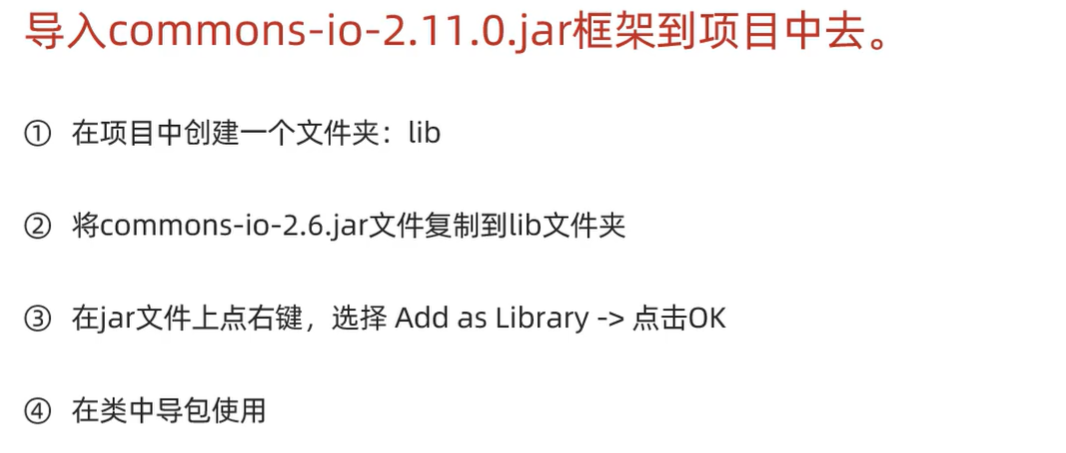 导入commons-io-2.11.0.jar框架到项目中去。
① 在项目中创建一个文件夹：lib
② 将commons-io-2.6.jar文件复制到lib文件夹
③ 在jar文件上点右键，选择 Add as Library -> 点击OK
④ 在类中导包使用